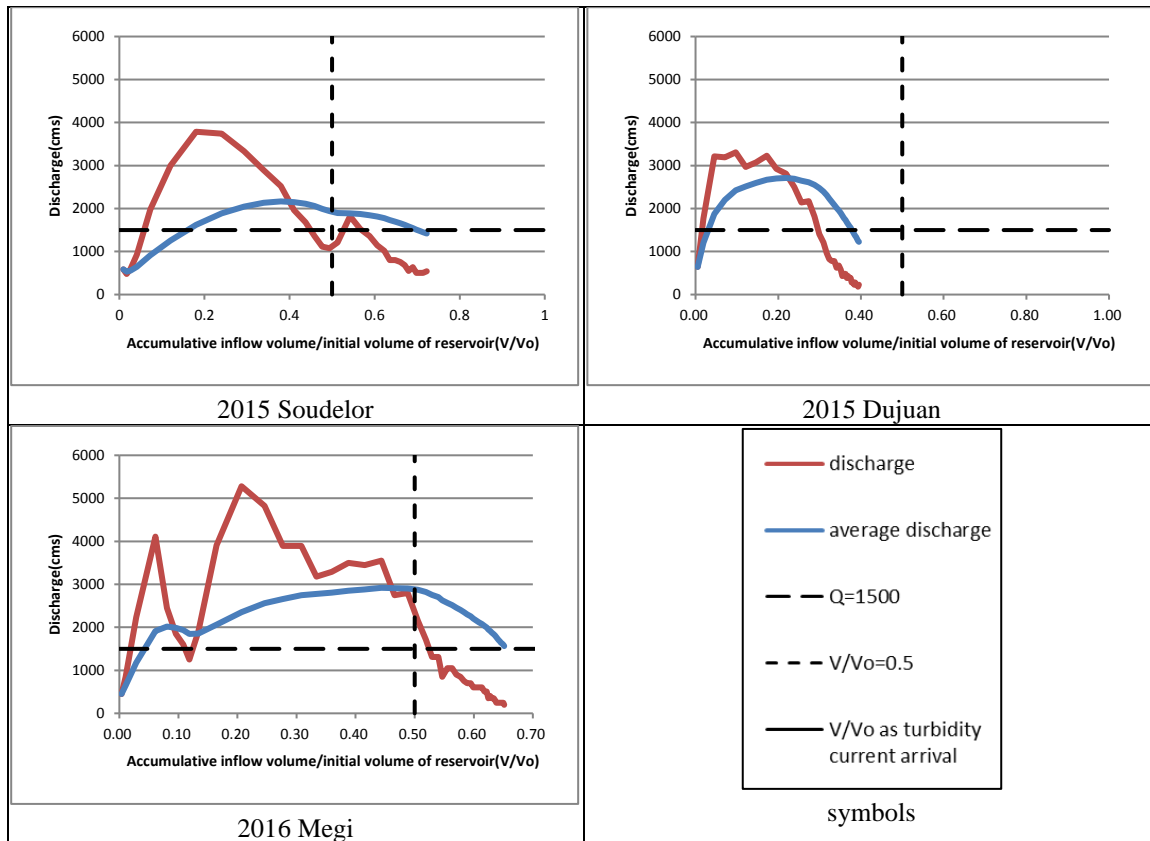 6000
5000
4000
3000
2000
1000
0
Discharge(cms)
0
0.2
0.4
0.6
0.8
1
Accumulative inflow volume/initial volume of reservoir(V/Vo)
2015 Soudelor
6000
5000
4000
3000
2000
1000
0
Discharge(cms)
0.00
0.20
0.40
0.60
0.80
1.00
Accumulative inflow volume/initial volume of reservoir(V/Vo)
2015 Dujuan
6000
5000
4000
3000
2000
1000
0
Discharge(cms)
0.00
0.10
0.20
0.30
0.40
0.50
0.60
0.70
Accumulative inflow volume/initial volume of reservoir(V/Vo)
2016 Megi
discharge
average discharge
Q=1500
V/Vo=0.5
V/Vo as turbidity
current arrival
symbols